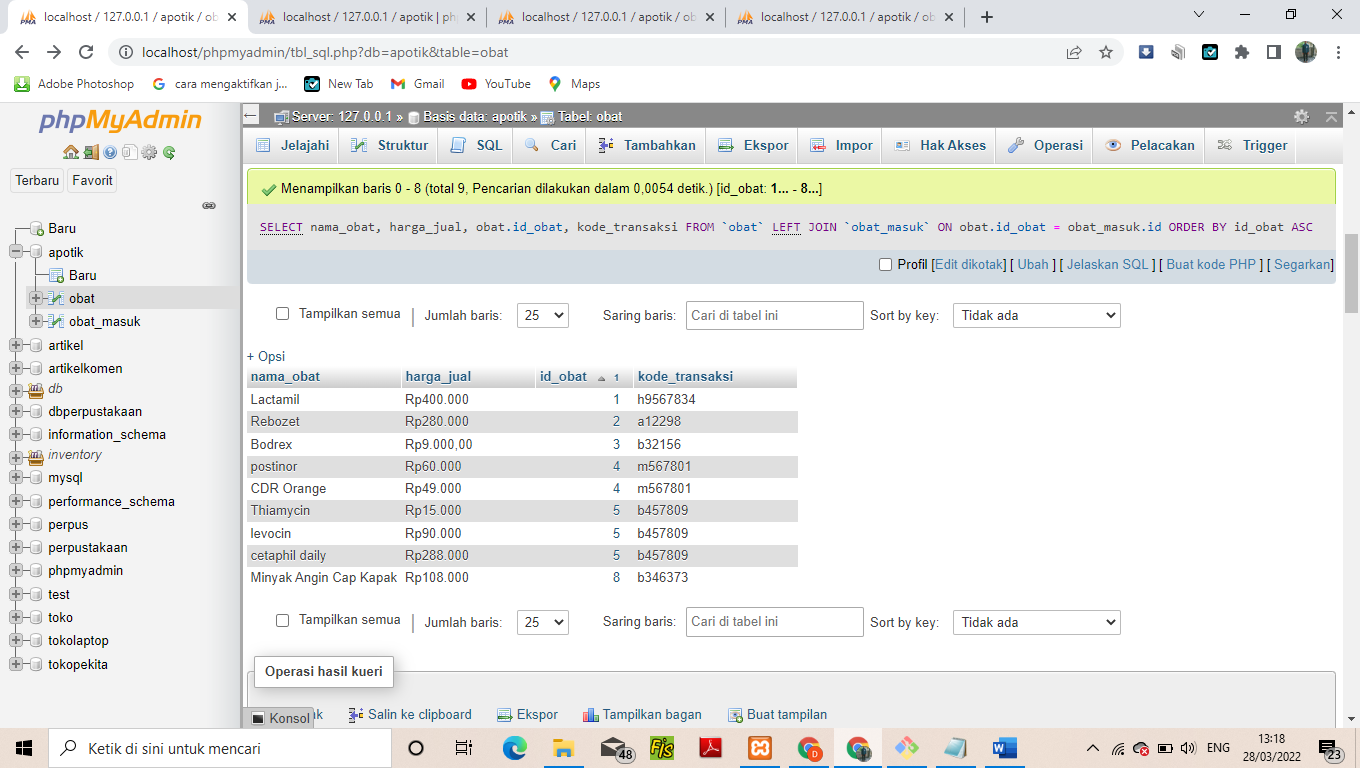 localhost / 127.0.0.1 / apotik / ob
localhost / 127.0.0.1 / apotik | ph
localhost / 127.0.0.1 / apotik / ob
localhost / 127.0.0.1 / apotik / ob
localhost/phpmyadmin/tbl_sql.php?db=apotik&table=obat
Adobe Photoshop
cara mengaktifkan j...
New Tab
Gmail
YouTube
Maps
phpMyAdmin
Terbaru Favorit
Baru
apotik
Baru
obat
obat_masuk
artikel
artikelkomen
db
dbperpustakaan
information_schema
inventory
mysql
performance_schema
perpus
perpustakaan
phpmyadmin
test
toko
tokolaptop
tokopekita
Server: 127.0.0.1 » Basis data: apotik » Tabel: obat
Jelajahi Struktur SQL Cari Tambahkan Ekspor Impor Hak Akses Operasi Pelacakan Trigger
Menampilkan baris 0 - 8 (total 9, Pencarian dilakukan dalam 0,0054 detik.) [id_obat: 1... - 8...]
SELECT nama_obat, harga_jual, obat.id_obat, kode_transaksi FROM `obat` LEFT JOIN `obat_masuk` ON obat.id_obat = obat_masuk.id ORDER BY id_obat ASC
Profil [Edit dikotak] [ Ubah ] [ Jelaskan SQL ] [ Buat kode PHP ] [ Segarkan]
Tampilkan semua | Jumlah baris: 25 Saring baris: Cari di tabel ini Sort by key: Tidak ada
+ Opsi
nama_obat harga_jual id_obat 1 kode_transaksi
Lactamil Rp400.000 1 h9567834
Rebozet Rp280.000 2 a12298
Bodrex Rp9.000,00 3 b32156
postinor Rp60.000 4 m567801
CDR Orange Rp49.000 4 m567801
Thiamycin Rp15.000 5 b457809
levocin Rp90.000 5 b457809
cetaphil daily Rp288.000 5 b457809
Minyak Angin Cap Kapak Rp108.000 8 b346373
Tampilkan semua | Jumlah baris: 25 Saring baris: Cari di tabel ini Sort by key: Tidak ada
Operasi hasil kueri
Konsol
k Salin ke clipboard Ekspor Tampilkan bagan Buat tampilan
Ketik di sini untuk mencari
48
Fis
D
ENG
13:18
28/03/2022
23